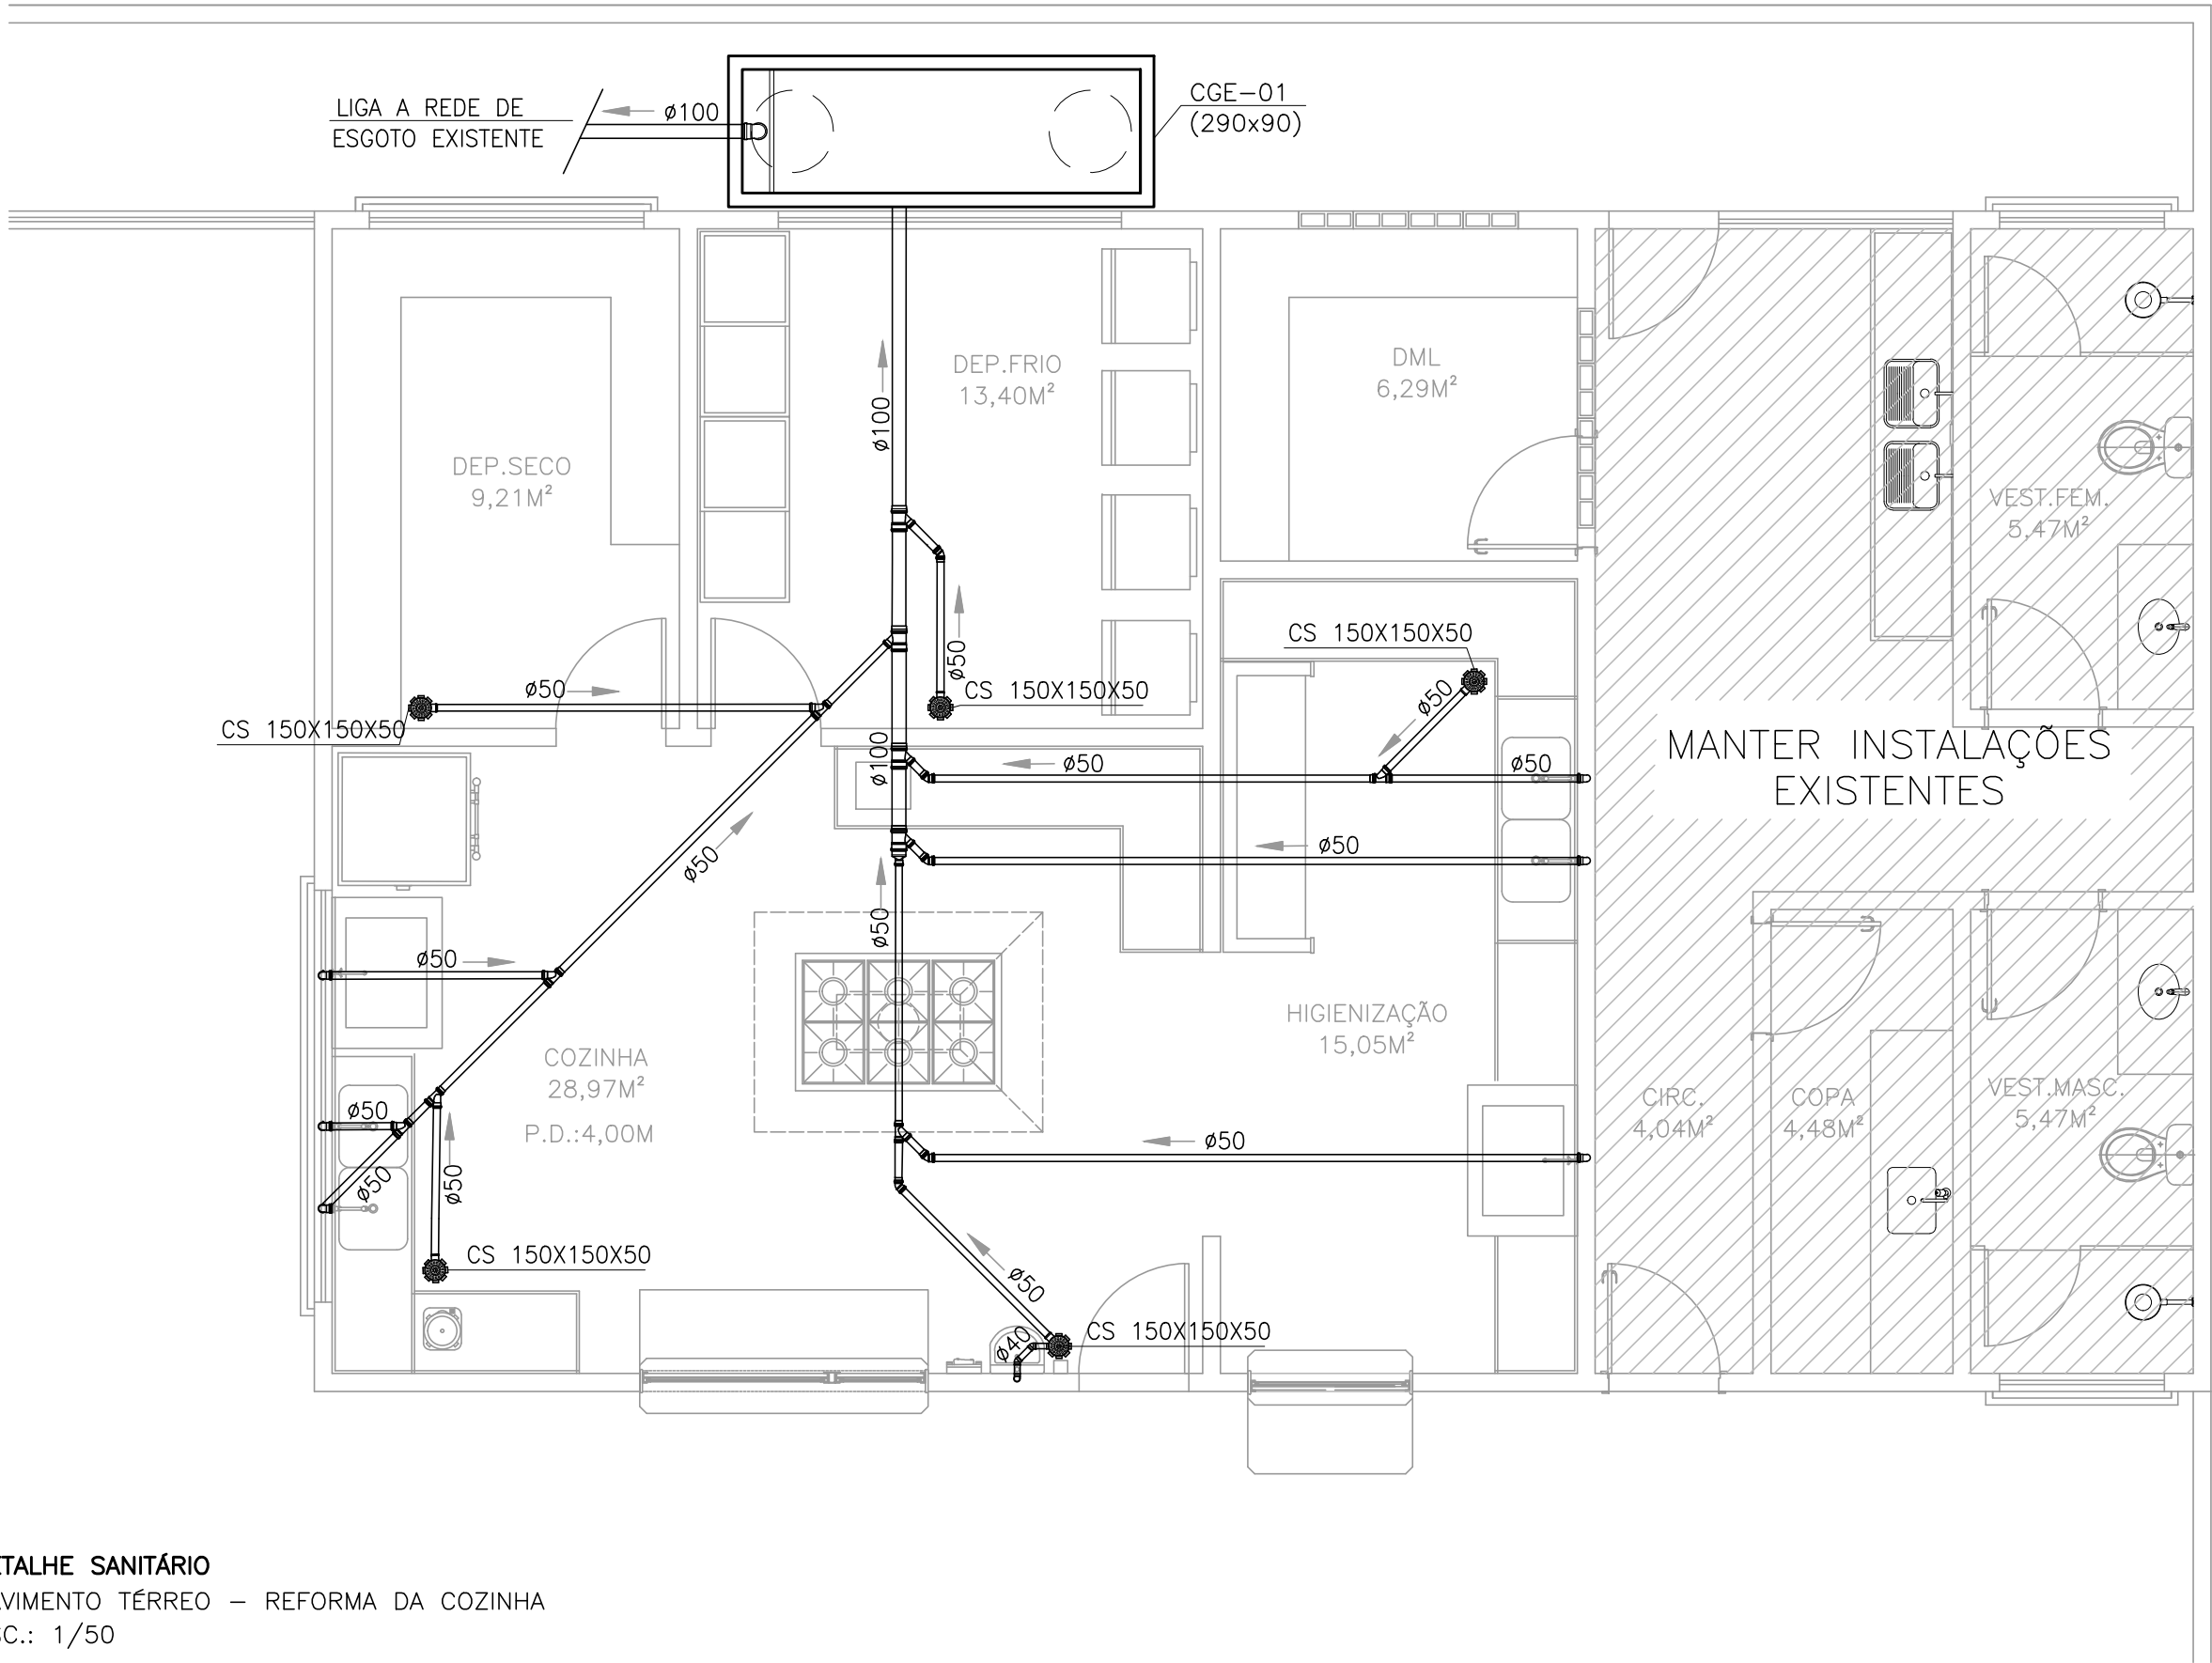 LIGA A REDE DE
ESGOTO EXISTENTE
ø100
CGE-01
(290x90)
DEP.FRIO
13,40M²
DML
6,29M²
ø100
DEP.SECO
9,21M²
VEST.FEM.
5,47M²
CS 150X150X50
ø50
ø50
CS 150X150X50
ø50
CS 150X150X50
MANTER INSTALAÇÕES
EXISTENTES
ø100
ø50
ø50
ø50
ø50
ø50
ø50
HIGIENIZAÇÃO
15,05M²
COZINHA
28,97M²
P.D.:4,00M
CIRC.
4,04M²
COPA
4,48M²
VEST.MASC.
5,47M²
ø50
ø50
ø50
ø50
CS 150X150X50
ø50
ø40
CS 150X150X50
ETALHE SANITÁRIO
AVIMENTO TÉRREO – REFORMA DA COZINHA
SC.: 1/50